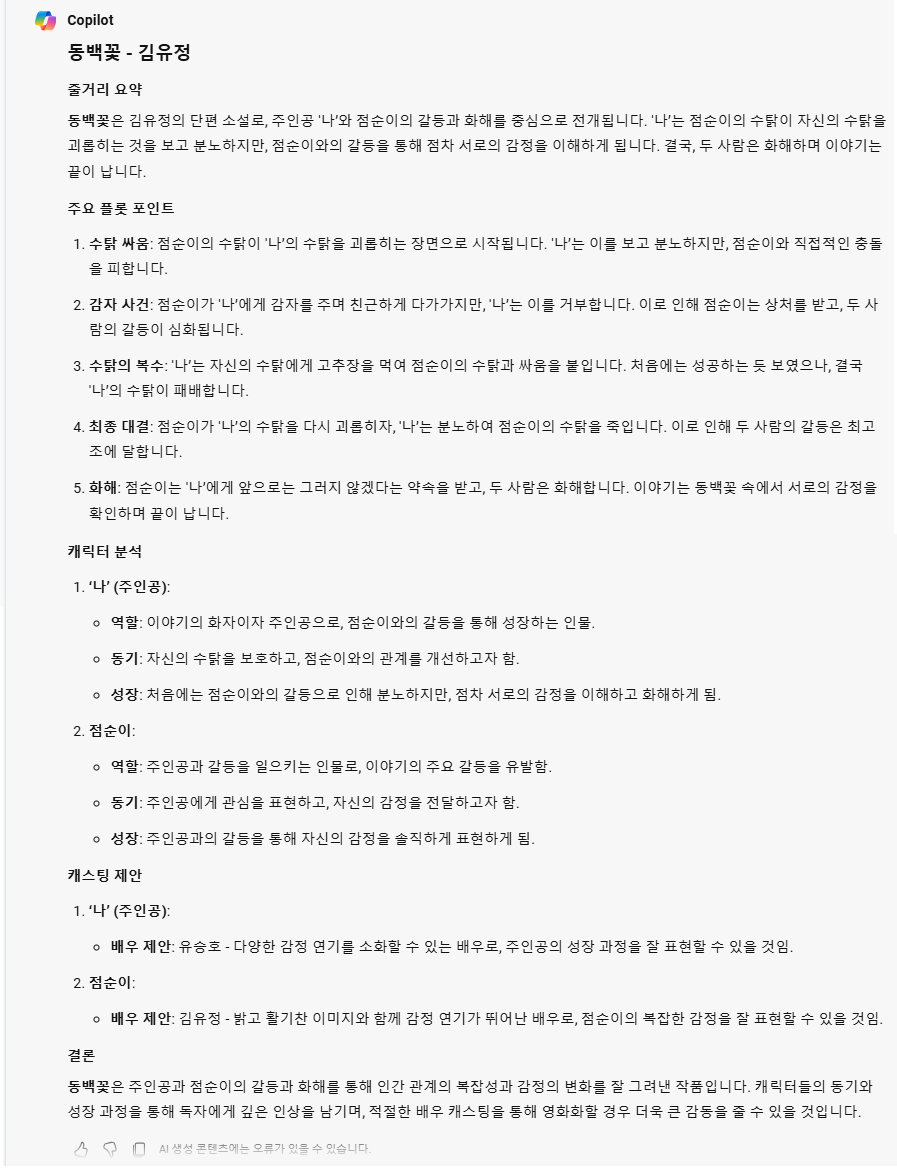 Copilot
동백꽃 - 김유정
줄거리 요약
동백꽃은 김유정의 단편 소설로, 주인공 '나'와 점순이의 갈등과 화해를 중심으로 전개됩니다. '나'는 점순이의 수탉이 자신의 수탉을
괴롭히는 것을 보고 분노하지만, 점순이와의 갈등을 통해 점차 서로의 감정을 이해하게 됩니다. 결국, 두 사람은 화해하며 이야기는
끝이 납니다.
주요 플롯 포인트
1. 수탉 싸움: 점순이의 수탉이 '나'의 수탉을 괴롭히는 장면으로 시작됩니다. '나'는 이를 보고 분노하지만, 점순이와 직접적인 충돌
을 피합니다.
2. 감자 사건: 점순이가 '나'에게 감자를 주며 친근하게 다가가지만, '나'는 이를 거부합니다. 이로 인해 점순이는 상처를 받고, 두 사
람의 갈등이 심화됩니다.
3. 수탉의 복수: '나'는 자신의 수탉에게 고추장을 먹여 점순이의 수탉과 싸움을 붙입니다. 처음에는 성공하는 듯 보였으나, 결국
'나'의 수탉이 패배합니다.
4. 최종 대결: 점순이가 '나'의 수탉을 다시 괴롭히자, '나'는 분노하여 점순이의 수탉을 죽입니다. 이로 인해 두 사람의 갈등은 최고
조에 달합니다.
5. 화해: 점순이는 '나'에게 앞으로는 그러지 않겠다는 약속을 받고, 두 사람은 화해합니다. 이야기는 동백꽃 속에서 서로의 감정을
확인하며 끝이 납니다.
캐릭터 분석
1. '나' (주인공):
○ 역할: 이야기의 화자이자 주인공으로, 점순이와의 갈등을 통해 성장하는 인물.
○ 동기: 자신의 수탉을 보호하고, 점순이와의 관계를 개선하고자 함.
○ 성장: 처음에는 점순이와의 갈등으로 인해 분노하지만, 점차 서로의 감정을 이해하고 화해하게 됨.
2. 점순이:
○ 역할: 주인공과 갈등을 일으키는 인물로, 이야기의 주요 갈등을 유발함.
○ 동기: 주인공에게 관심을 표현하고, 자신의 감정을 전달하고자 함.
○ 성장: 주인공과의 갈등을 통해 자신의 감정을 솔직하게 표현하게 됨.
캐스팅 제안
1. '나' (주인공):
○ 배우 제안: 유승호 - 다양한 감정 연기를 소화할 수 있는 배우로, 주인공의 성장 과정을 잘 표현할 수 있을 것임.
2. 점순이:
○ 배우 제안: 김유정 - 밝고 활기찬 이미지와 함께 감정 연기가 뛰어난 배우로, 점순이의 복잡한 감정을 잘 표현할 수 있을 것임.
결론
동백꽃은 주인공과 점순이의 갈등과 화해를 통해 인간 관계의 복잡성과 감정의 변화를 잘 그려낸 작품입니다. 캐릭터들의 동기와
성장 과정을 통해 독자에게 깊은 인상을 남기며, 적절한 배우 캐스팅을 통해 영화화할 경우 더욱 큰 감동을 줄 수 있을 것입니다.
AI 생성 콘텐츠에는 오류가 있을 수 있습니다.